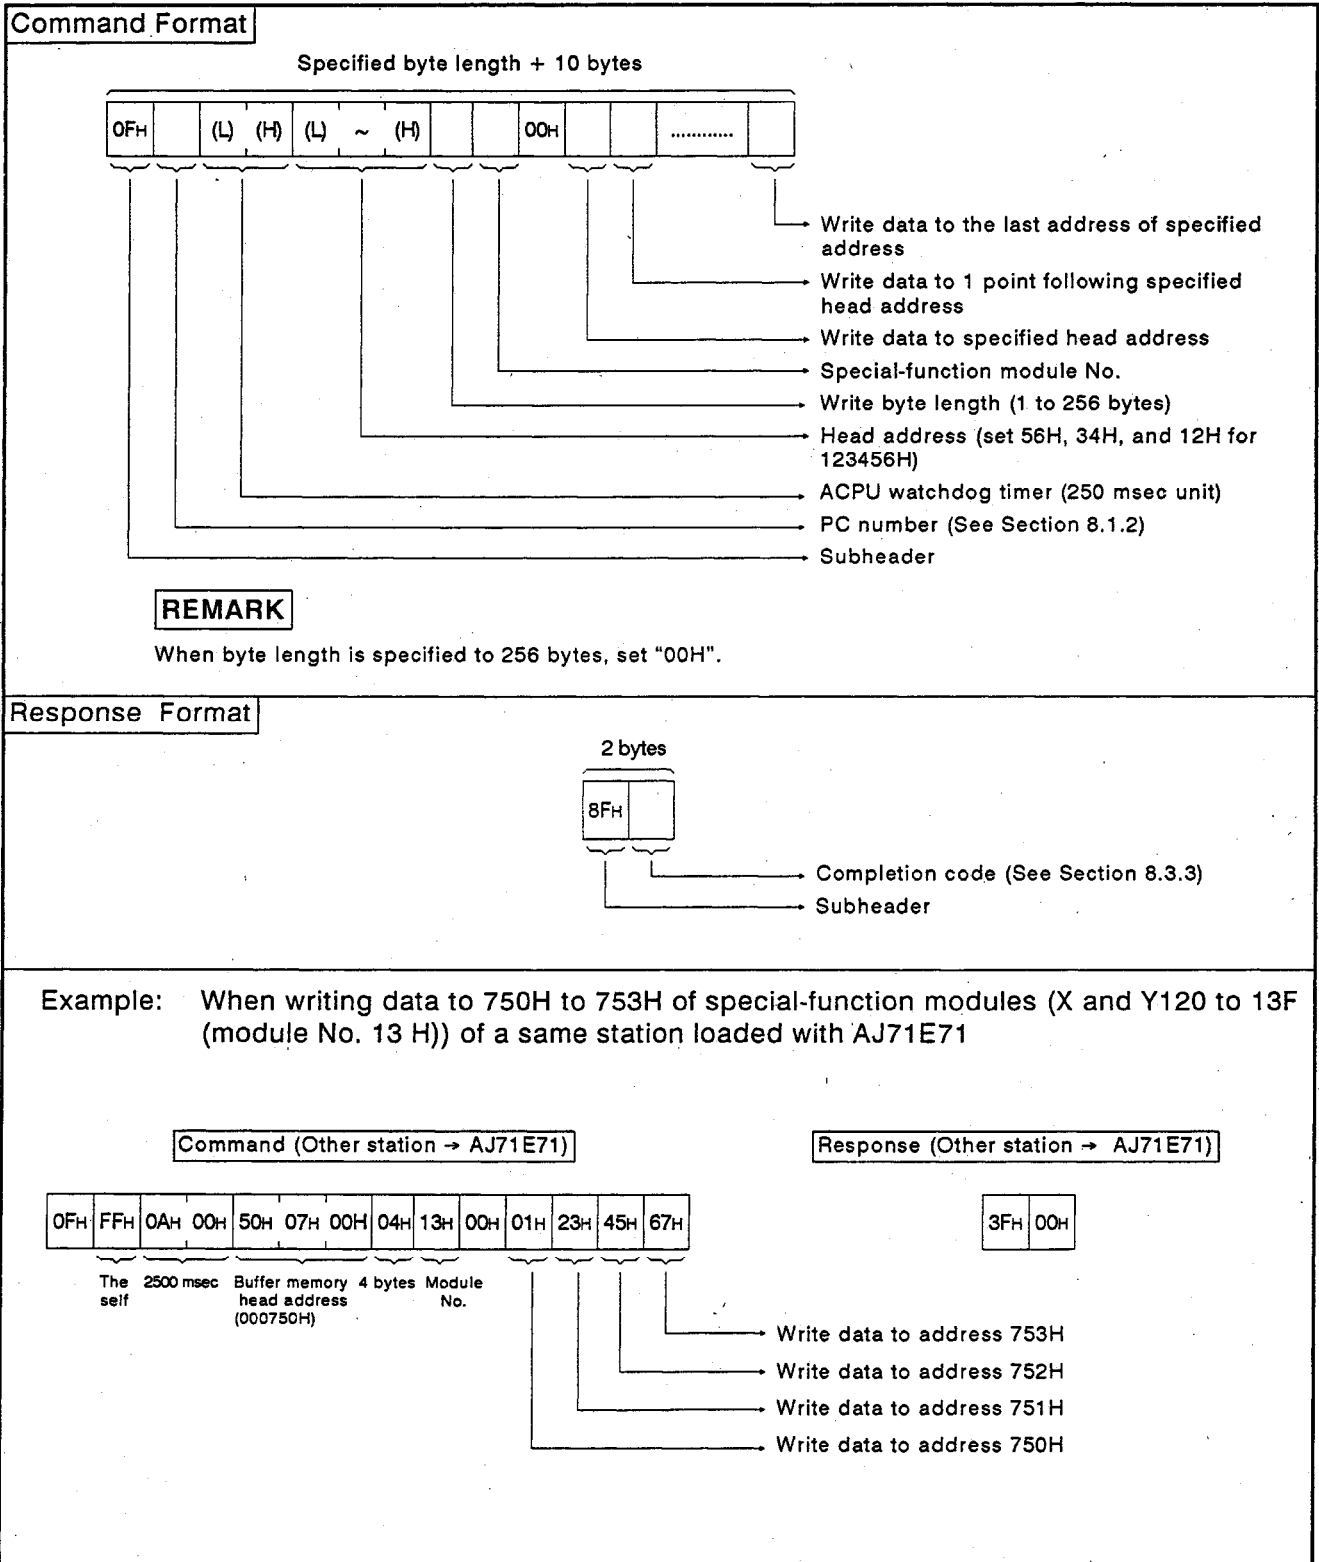 Command Format
Specified byte length + 10 bytes
0FH (L) (H) (L) ~ (H) 00H ............
Write data to the last address of specified
address
Write data to 1 point following specified
head address
Write data to specified head address
Special-function module No.
Write byte length (1 to 256 bytes)
Head address (set 56H, 34H, and 12H for
123456H)
ACPU watchdog timer (250 msec unit)
PC number (See Section 8.1.2)
Subheader
REMARK
When byte length is specified to 256 bytes, set "00H".
Response Format
2 bytes
8FH
Completion code (See Section 8.3.3)
Subheader
Example: When writing data to 750H to 753H of special-function modules (X and Y120 to 13F
(module No. 13 H)) of a same station loaded with AJ71E71
Command (Other station → AJ71E71) Response (Other station → AJ71E71)
0FH FFH 0AH 00H 50H 07H 00H 04H 13H 00H 01H 23H 45H 67H 3FH 00H
The 2500 msec Buffer memory 4 bytes Module
self head address No.
(000750H)
Write data to address 753H
Write data to address 752H
Write data to address 751H
Write data to address 750H